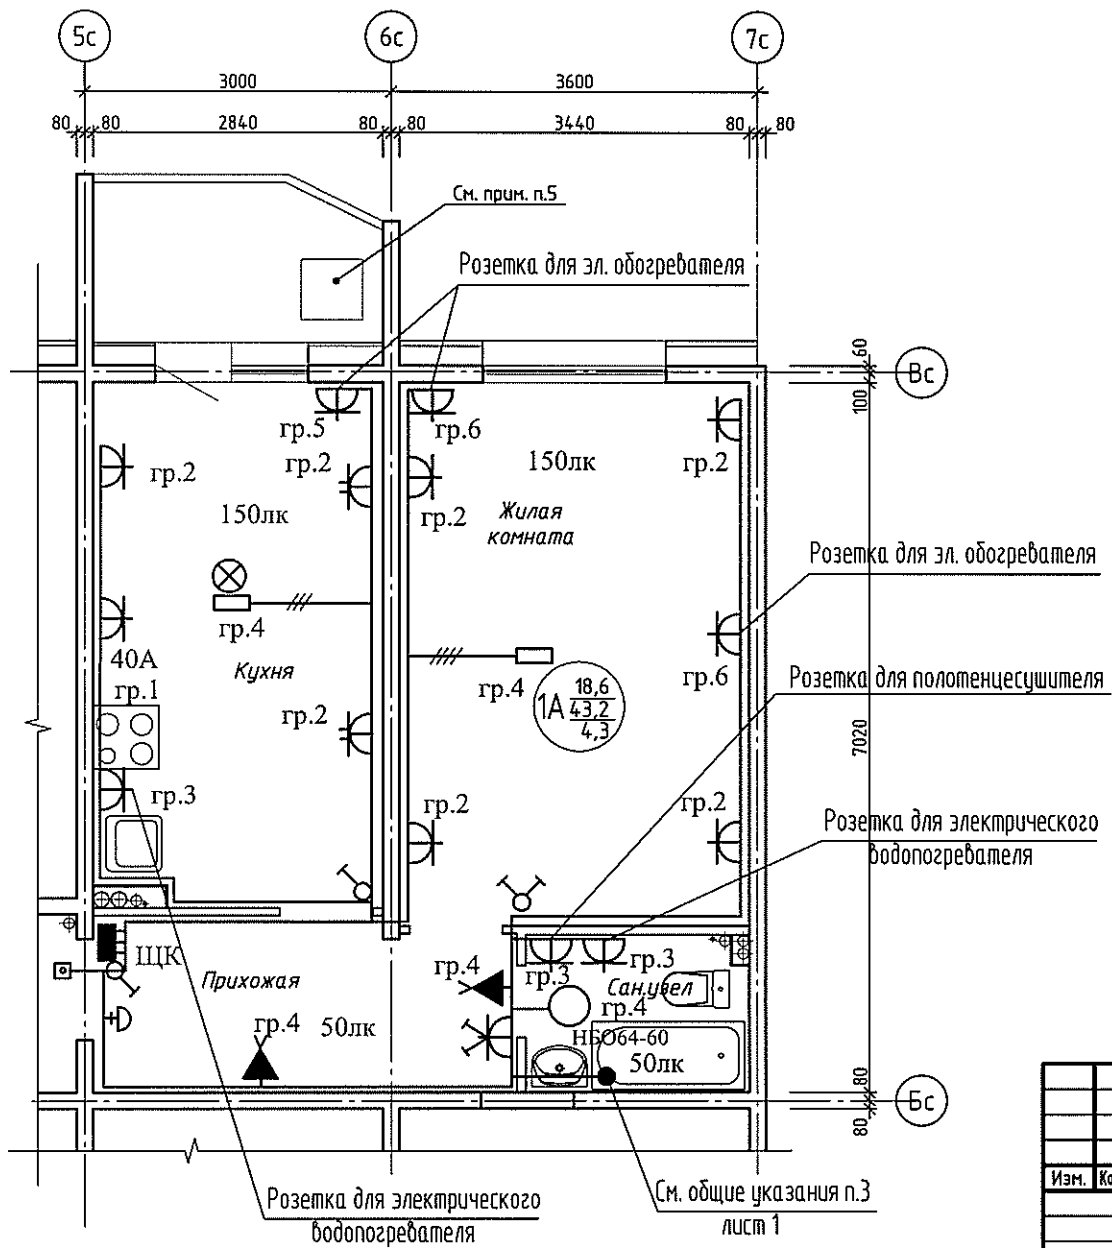 5с 6с 7с
3000 3600
80 80 2840 80 80 3440 80 80
См. прим. п.5
Розетка для эл. обогревателя
60
Вс
100
гр.5 гр.6
гр.2 гр.2 150лк гр.2
гр.2
150лк гр.2 Жилая
комната
Розетка для эл. обогревателя
гр.4
40А
гр.1 Кухня гр.4 18,6 гр.6 Розетка для полотенцесушителя
1А 43,2
4,3
гр.2 7020
гр.3 гр.2 гр.2
Розетка для электрического
водопогревателя
ЩК
гр.4 гр.3 гр.3
Прихожая Сан.узел
гр.4 50лк гр.4
НБО64-60
50лк
80
Бс
80
Изм.
Розетка для электрического
водопогревателя
См. общие указания п.3
лист 1